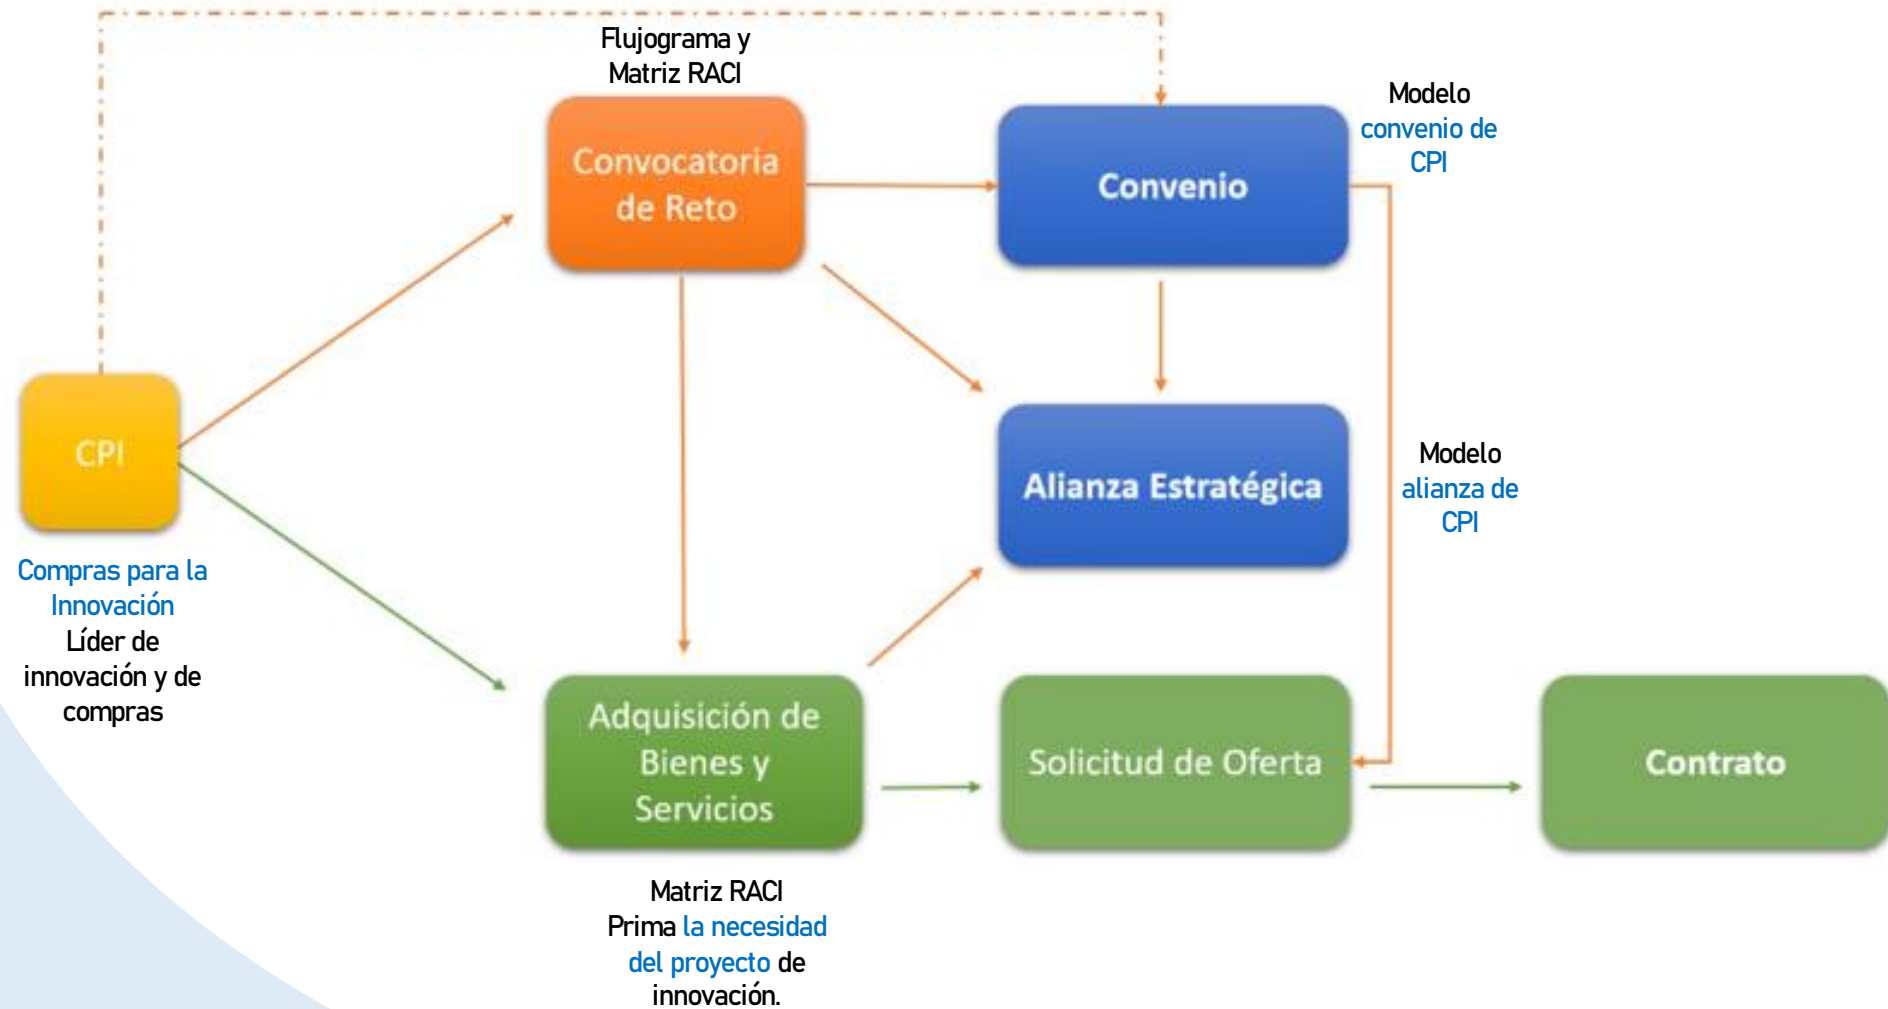 Flujograma y
Matriz RACI
Convocatoria
de Reto
Convenio
Modelo
convenio de
CPI
CPI
Compras para la
Innovación
Líder de
innovación y de
compras
Alianza Estratégica
Modelo
alianza de
CPI
Adquisición de
Bienes y
Servicios
Solicitud de Oferta
Contrato
Matriz RACI
Prima la necesidad
del proyecto de
innovación.